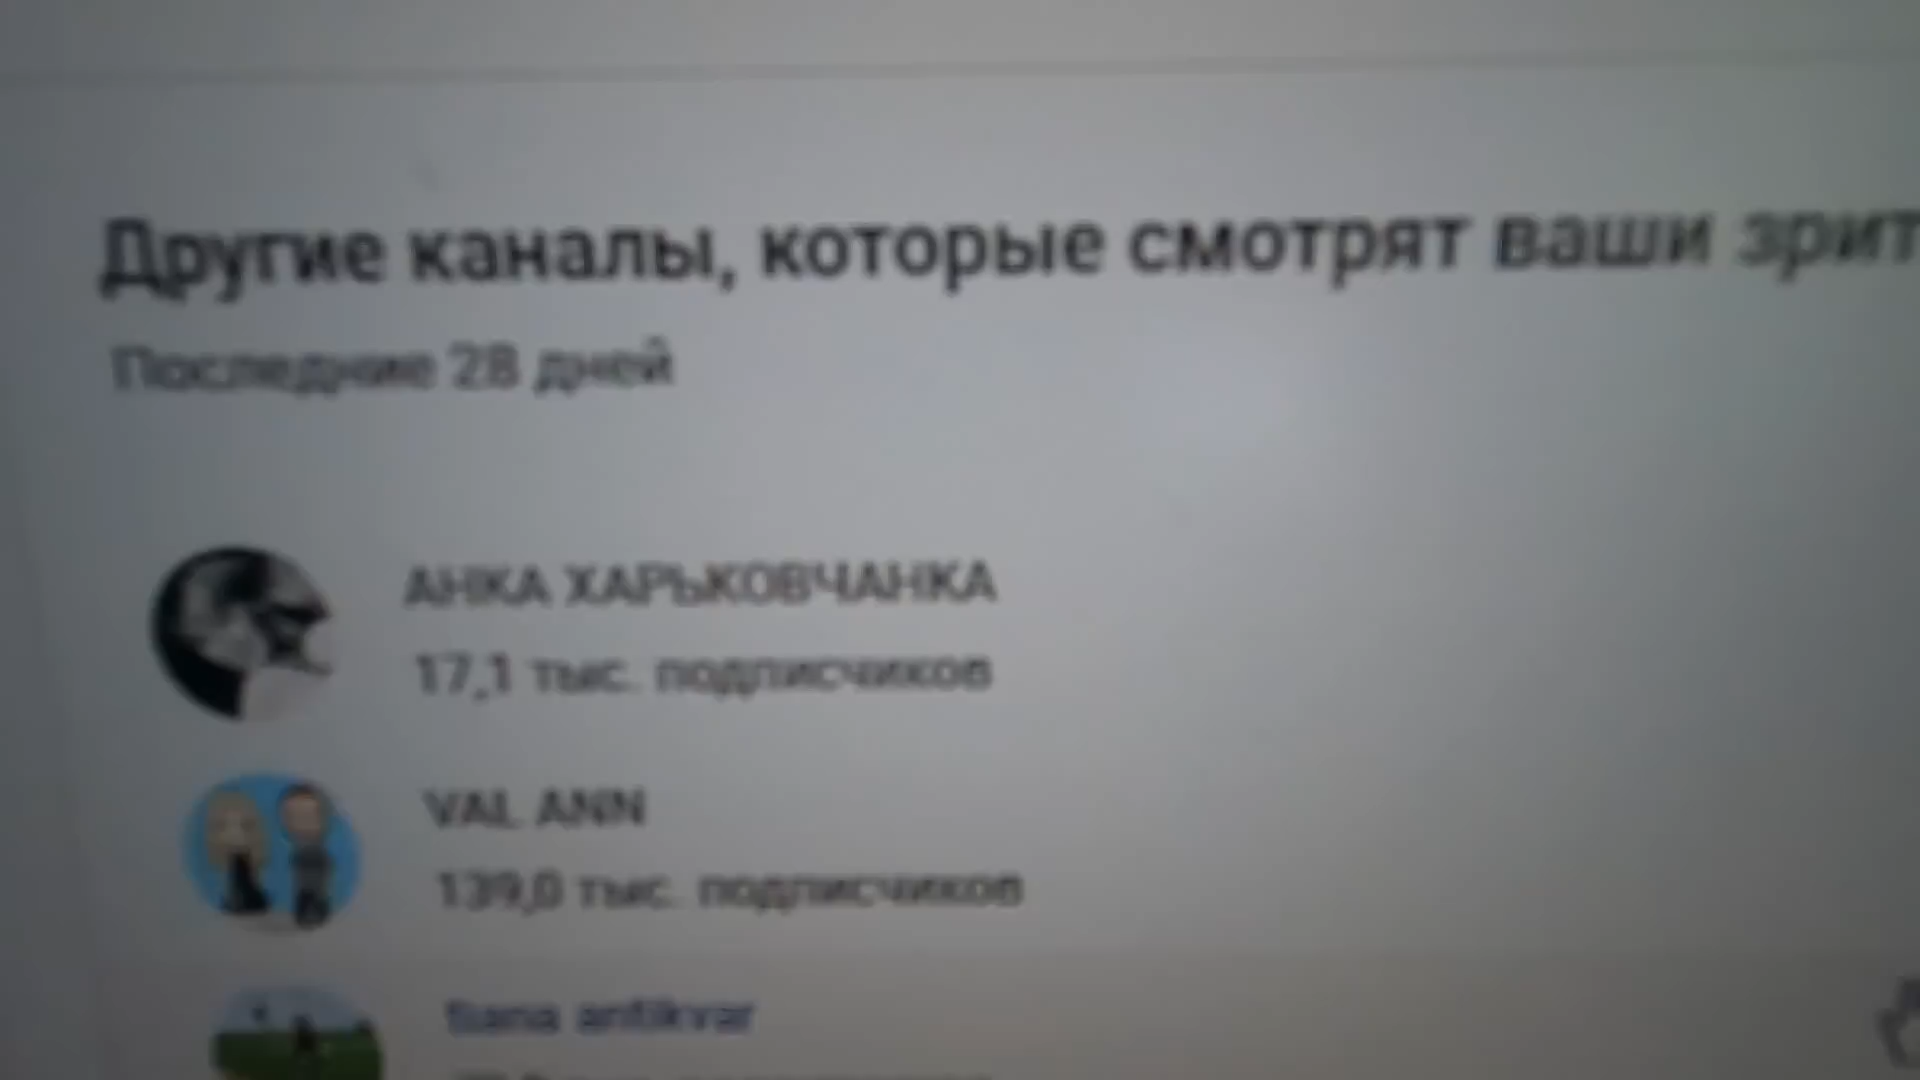 Другие каналы, которые смотрят ваши зрит
Последние 28 дней
АНКА ХАРЬКОВЧАНКА
17,1 тыс. подписчиков
VAL ANN
139,0 тыс. подписчиков
antikvar